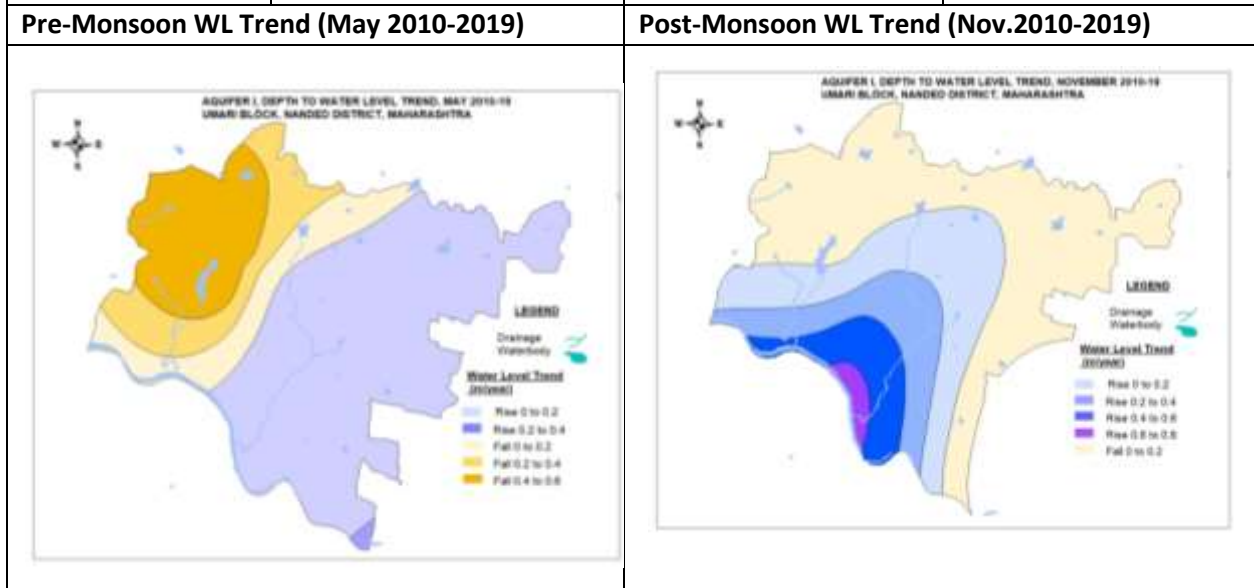 Pre-Monsoon WL Trend (May 2010-2019)
Post-Monsoon WL Trend (Nov.2010-2019)
AQUIFER I, DEPTH TO WATER LEVEL TREND, MAY 2010-19
UMARI BLOCK, NANDED DISTRICT, MAHARASHTRA
N
W
E
S
LEGEND
Drainage
Waterbody
Water Level Trend
(m/year)
Rise 0 to 0.2
Rise 0.2 to 0.4
Fall 0 to 0.2
Fall 0.2 to 0.4
Fall 0.4 to 0.6
AQUIFER I, DEPTH TO WATER LEVEL TREND, NOVEMBER 2010-19
UMARI BLOCK, NANDED DISTRICT, MAHARASHTRA
N
W
E
S
LEGEND
Drainage
Waterbody
Water Level Trend
(m/year)
Rise 0 to 0.2
Rise 0.2 to 0.4
Rise 0.4 to 0.6
Rise 0.6 to 0.8
Fall 0 to 0.2